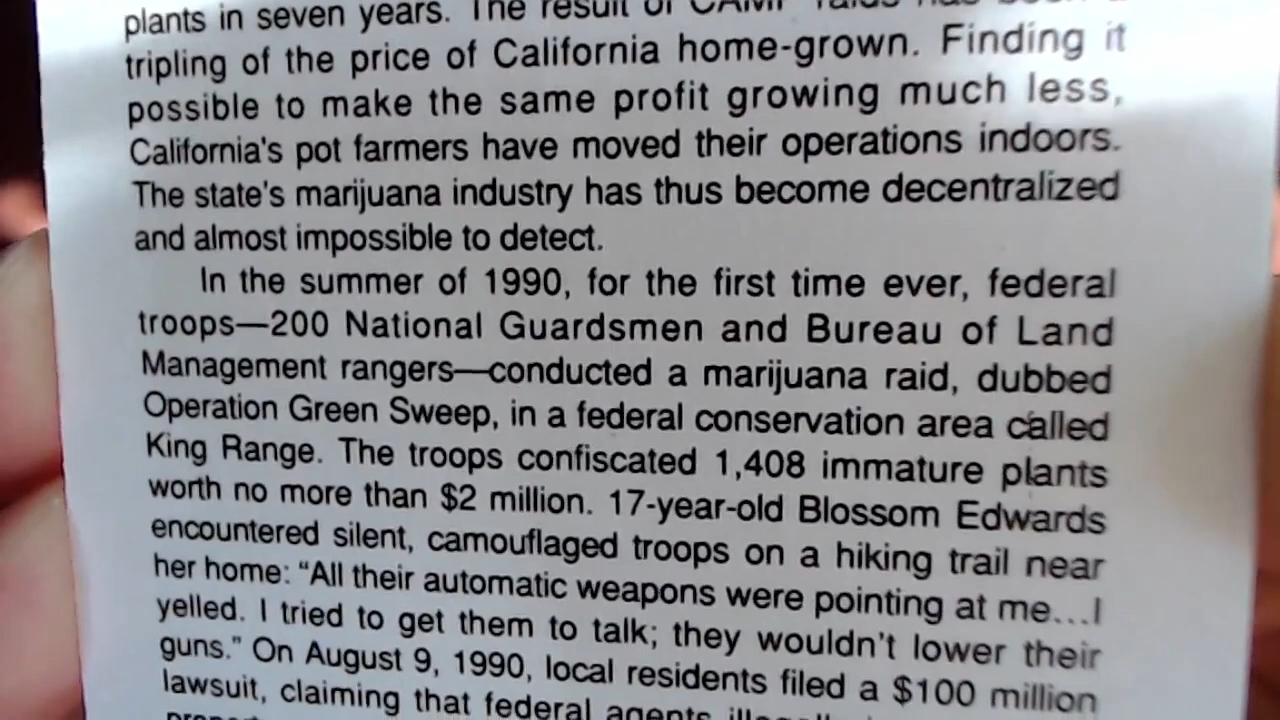 plants in seven years. The result of CAMP raids has been a
tripling of the price of California home-grown. Finding it
possible to make the same profit growing much less,
California's pot farmers have moved their operations indoors.
The state's marijuana industry has thus become decentralized
and almost impossible to detect.
In the summer of 1990, for the first time ever, federal
troops—200 National Guardsmen and Bureau of Land
Management rangers—conducted a marijuana raid, dubbed
Operation Green Sweep, in a federal conservation area called
King Range. The troops confiscated 1,408 immature plants
worth no more than $2 million. 17-year-old Blossom Edwards
encountered silent, camouflaged troops on a hiking trail near
her home: “All their automatic weapons were pointing at me...I
yelled. I tried to get them to talk; they wouldn't lower their
guns.” On August 9, 1990, local residents filed a $100 million
lawsuit, claiming that federal agents